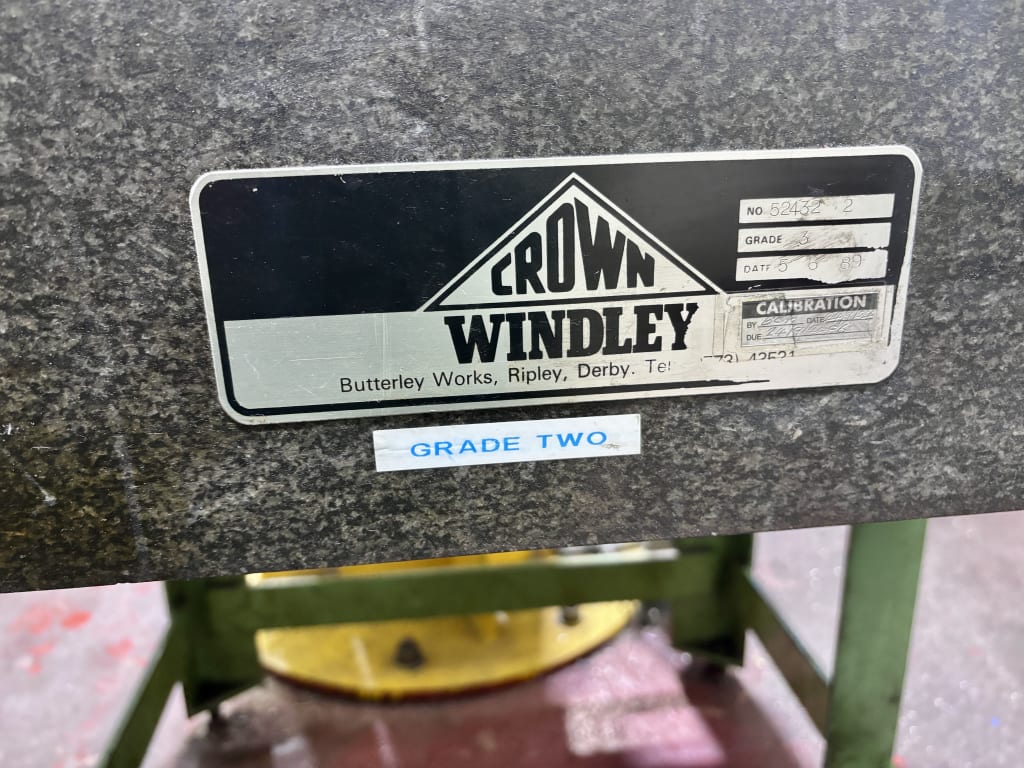 CROWN
WINDLEY
Butterley Works, Ripley, Derby. Tel
NO 52432 2
GRADE 3
DATE 5 6 89
CALIBRATION
BY DATE
DUE
GRADE TWO